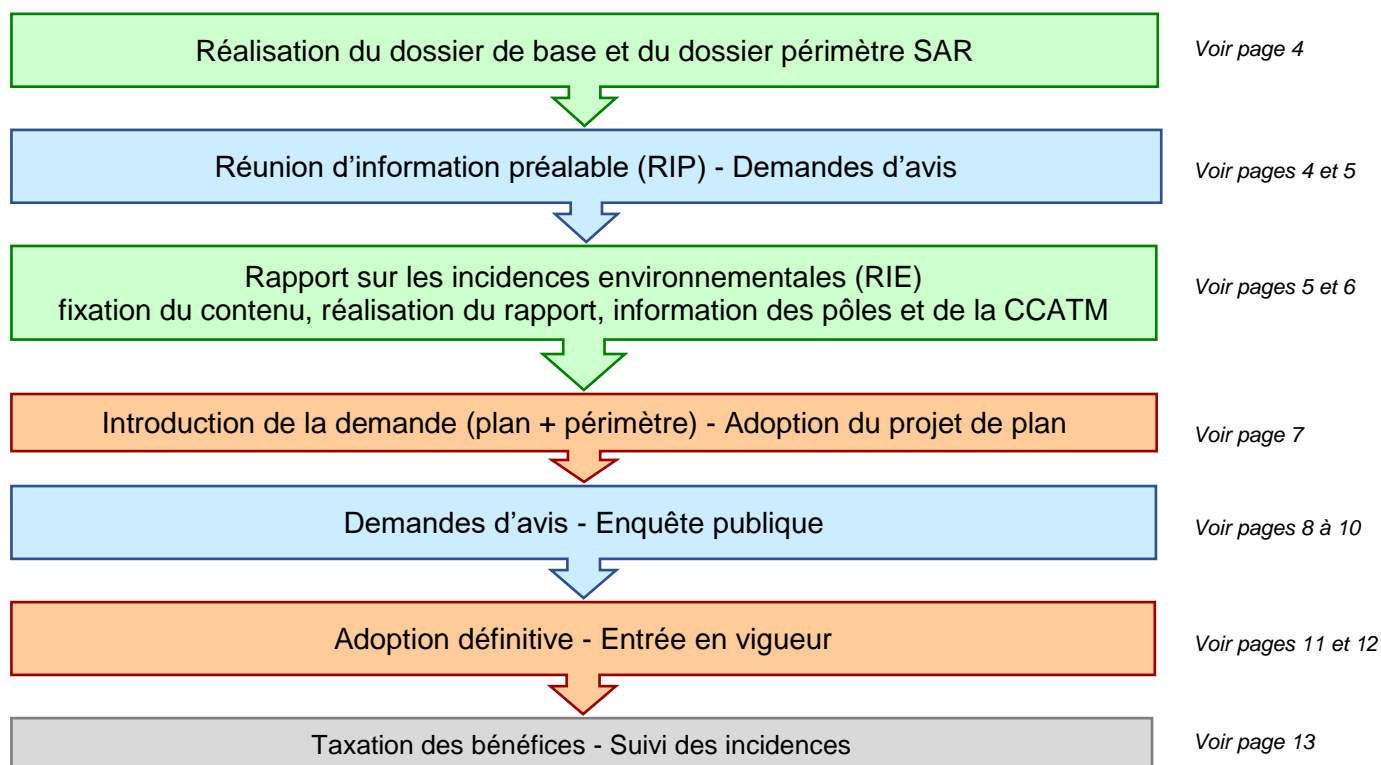 Réalisation du dossier de base et du dossier périmètre SAR
Voir page 4
Réunion d’information préalable (RIP) - Demandes d’avis
Voir pages 4 et 5
Rapport sur les incidences environnementales (RIE)
fixation du contenu, réalisation du rapport, information des pôles et de la CCATM
Voir pages 5 et 6
Introduction de la demande (plan + périmètre) - Adoption du projet de plan
Voir page 7
Demandes d’avis - Enquête publique
Voir pages 8 à 10
Adoption définitive - Entrée en vigueur
Voir pages 11 et 12
Taxation des bénéfices - Suivi des incidences
Voir page 13